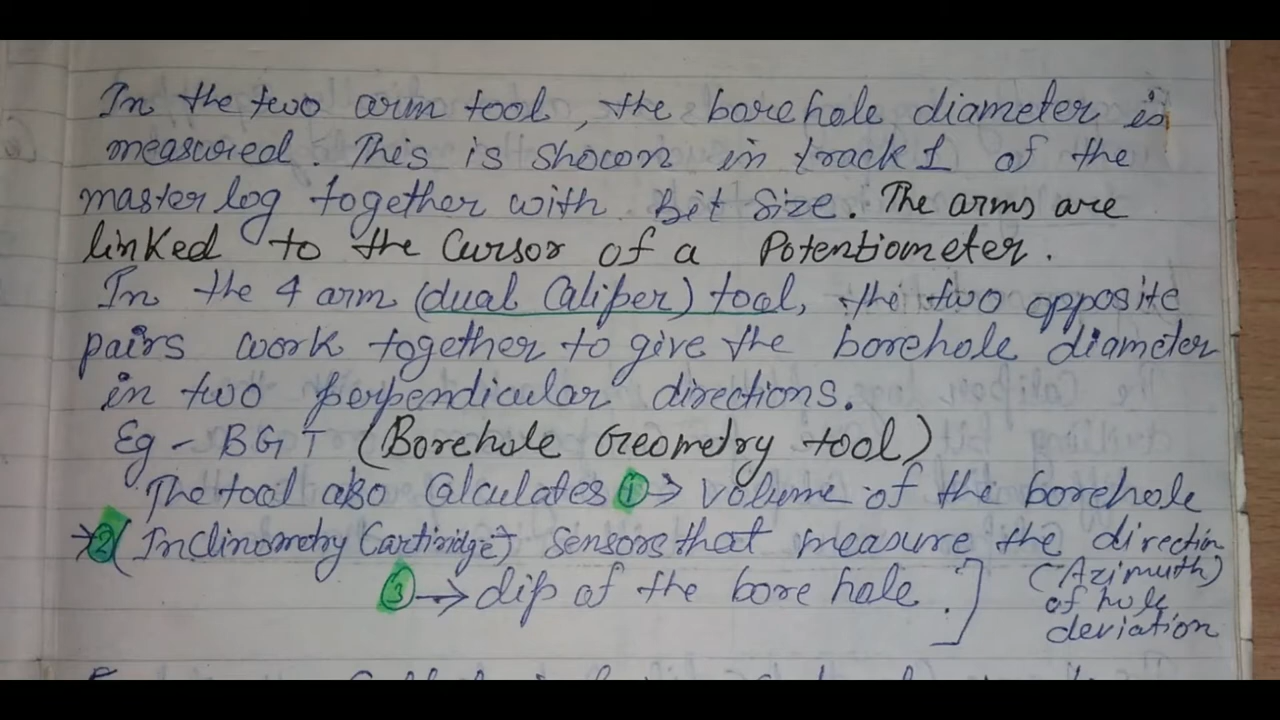 In the two arm tool, the borehole diameter is
measured. This is shown in track 1 of the
master log together with Bit Size. The arms are
linked to the Cursor of a Potentiometer.
In the 4 arm (dual Caliper) tool, the two opposite
pairs work together to give the borehole diameter
in two perpendicular directions.
Eg - BGT (Borehole Geometry tool)
The tool also Calculates ①→ volume of the borehole
→②(Inclinometry Cartiridge) Sensors that measure the direction
(Azimuth)
③→ dip of the bore hole.]
of hole
deviation